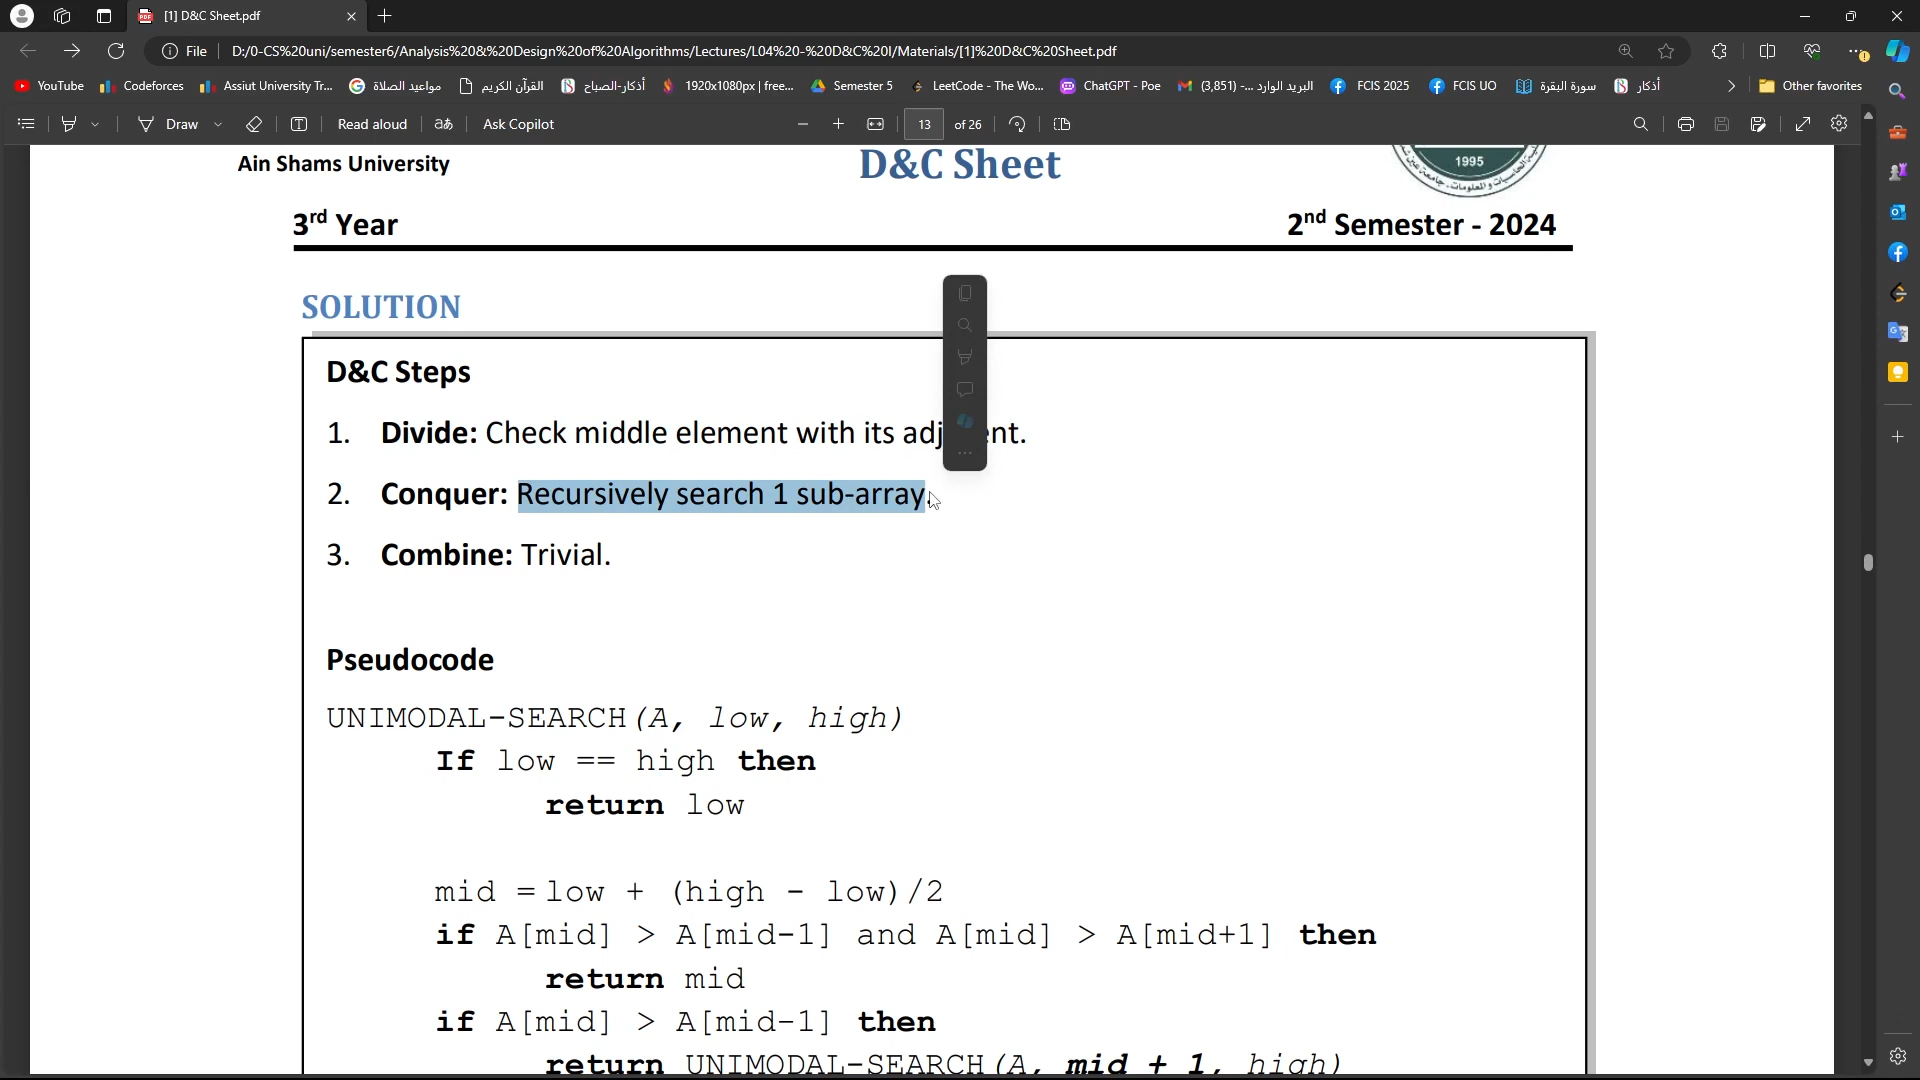 [1] D&C Sheet.pdf
File
D:/0-CS%20uni/semester6/Analysis%20&%20Design%20of%20Algorithms/Lectures/L04%20-%20D&C%20I/Materials/[1]%20D&C%20Sheet.pdf
YouTube
Codeforces
Assiut University Tr...
مواعيد الصلاة
القرآن الكريم
أذكار-الصباح
1920x1080px | free...
Semester 5
LeetCode - The Wo...
ChatGPT - Poe
البريد الوارد ...- (3,851)
FCIS 2025
FCIS UO
سورة البقرة
أذكار
Other favorites
Draw
Read aloud
Ask Copilot
13 of 26
Ain Shams University
D&C Sheet
1995
3rd Year
2nd Semester - 2024
SOLUTION
D&C Steps
1. Divide: Check middle element with its
2. Conquer: Recursively search 1 sub-array.
3. Combine: Trivial.
Pseudocode
UNIMODAL-SEARCH(A, low, high)
If low == high then
return low
mid = low + (high - low)/2
if A[mid] > A[mid-1] and A[mid] > A[mid+1] then
return mid
if A[mid] > A[mid-1] then
return UNIMODAL-SEARCH(A, mid + 1, high)